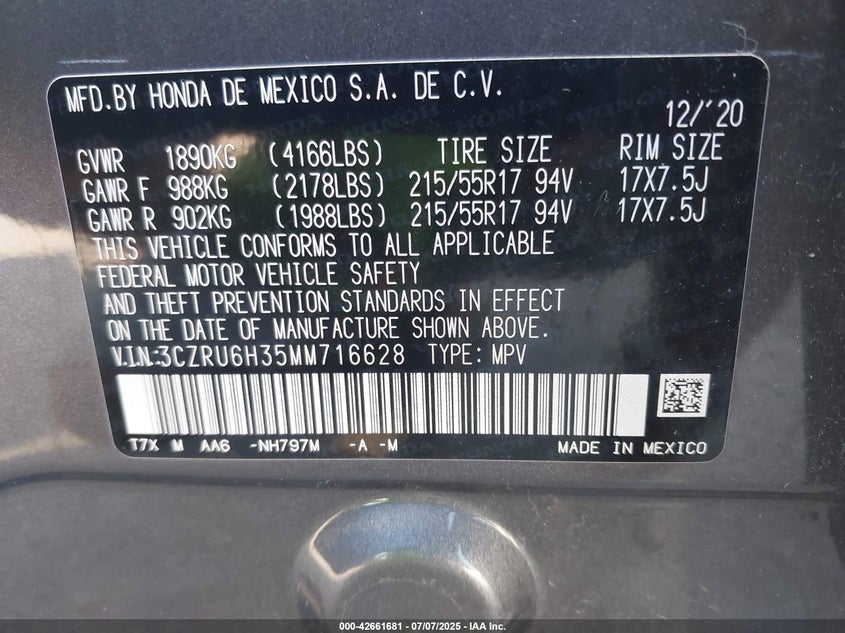 MFD.BY HONDA DE MEXICO S.A. DE C.V.
12/'20
GVWR 1890KG (4166LBS) TIRE SIZE RIM SIZE
GAWR F 988KG (2178LBS) 215/55R17 94V 17X7.5J
GAWR R 902KG (1988LBS) 215/55R17 94V 17X7.5J
THIS VEHICLE CONFORMS TO ALL APPLICABLE
FEDERAL MOTOR VEHICLE SAFETY
AND THEFT PREVENTION STANDARDS IN EFFECT
ON THE DATE OF MANUFACTURE SHOWN ABOVE.
V.I.N:3CZRU6H35MM716628 TYPE: MPV
T7X M AA6 -NH797M -A -M MADE IN MEXICO
000-42661681 / 07/07/2025 - IAA Inc.